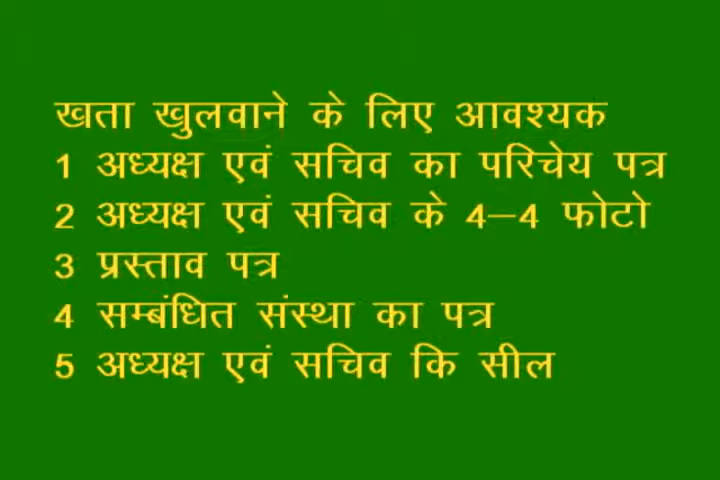 खता खुलवाने के लिए आवश्यक
1 अध्यक्ष एवं सचिव का परिचेय पत्र
2 अध्यक्ष एवं सचिव के 4–4 फोटो
3 प्रस्ताव पत्र
4 सम्बंधित संस्था का पत्र
5 अध्यक्ष एवं सचिव कि सील